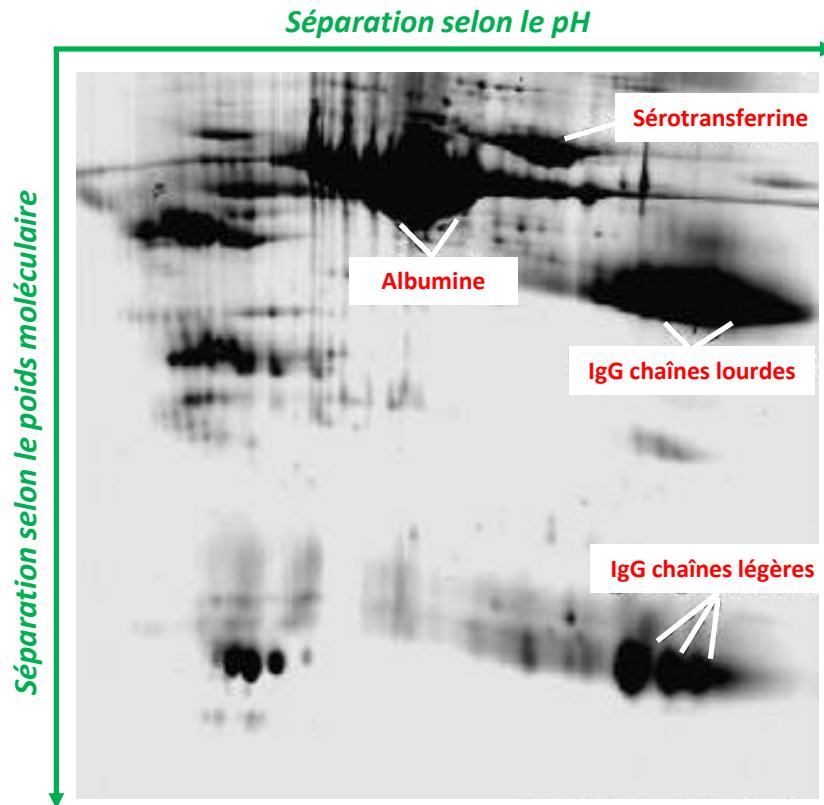 Séparation selon le pH
Sérotransferrine
Séparation selon le poids moléculaire
Albumine
IgG chaînes lourdes
IgG chaînes légères